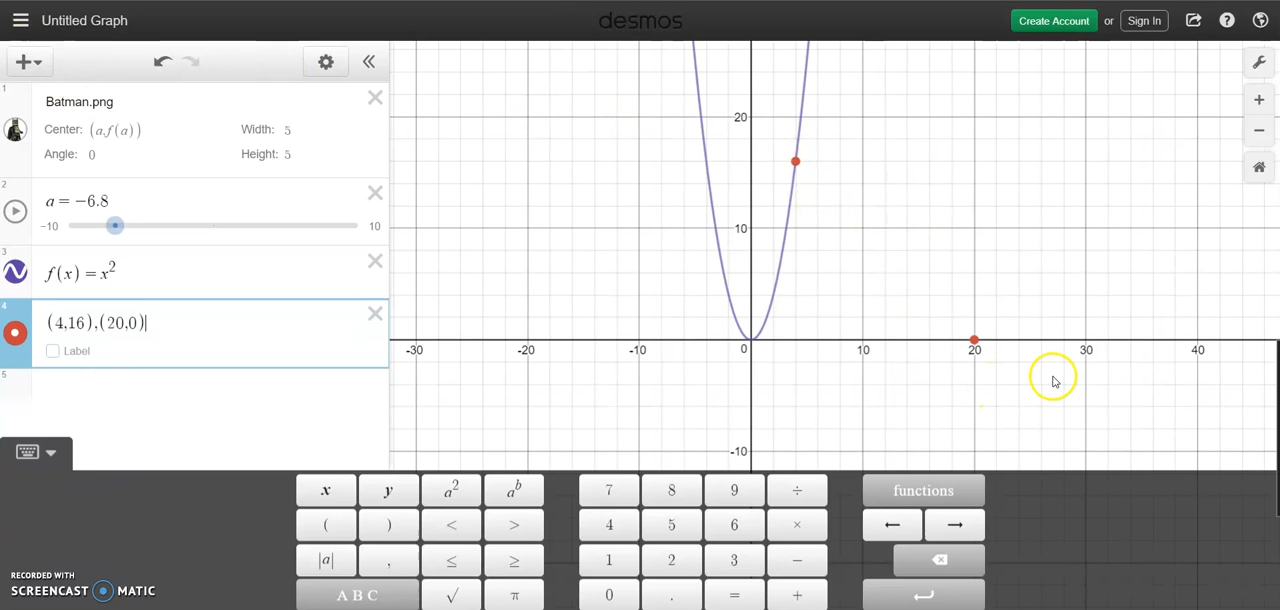 Untitled Graph
desmos
Create Account or Sign In
1
Batman.png
Center: (a,f(a)) Width: 5
Angle: 0 Height: 5
2
a = −6.8
−10 10
3
f(x) = x²
4
(4,16),(20,0)
Label
5
20
10
-30 -20 -10 0 10 20 30 40
-10
x y a² aᵇ 7 8 9 ÷ functions
( ) < > 4 5 6 × ← →
|a| , ≤ ≥ 1 2 3 −
A B C √ π 0 . = +
RECORDED WITH
SCREENCAST MATIC